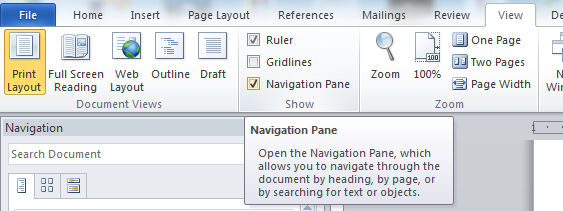 File Home Insert Page Layout References Mailings Review View
Print Layout
Full Screen Reading
Web Layout
Outline
Draft
Document Views
Ruler
Gridlines
Navigation Pane
Show
Zoom
100%
100
One Page
Two Pages
Page Width
Zoom
Navigation
Search Document
Navigation Pane
Open the Navigation Pane, which
allows you to navigate through the
document by heading, by page, or
by searching for text or objects.
1